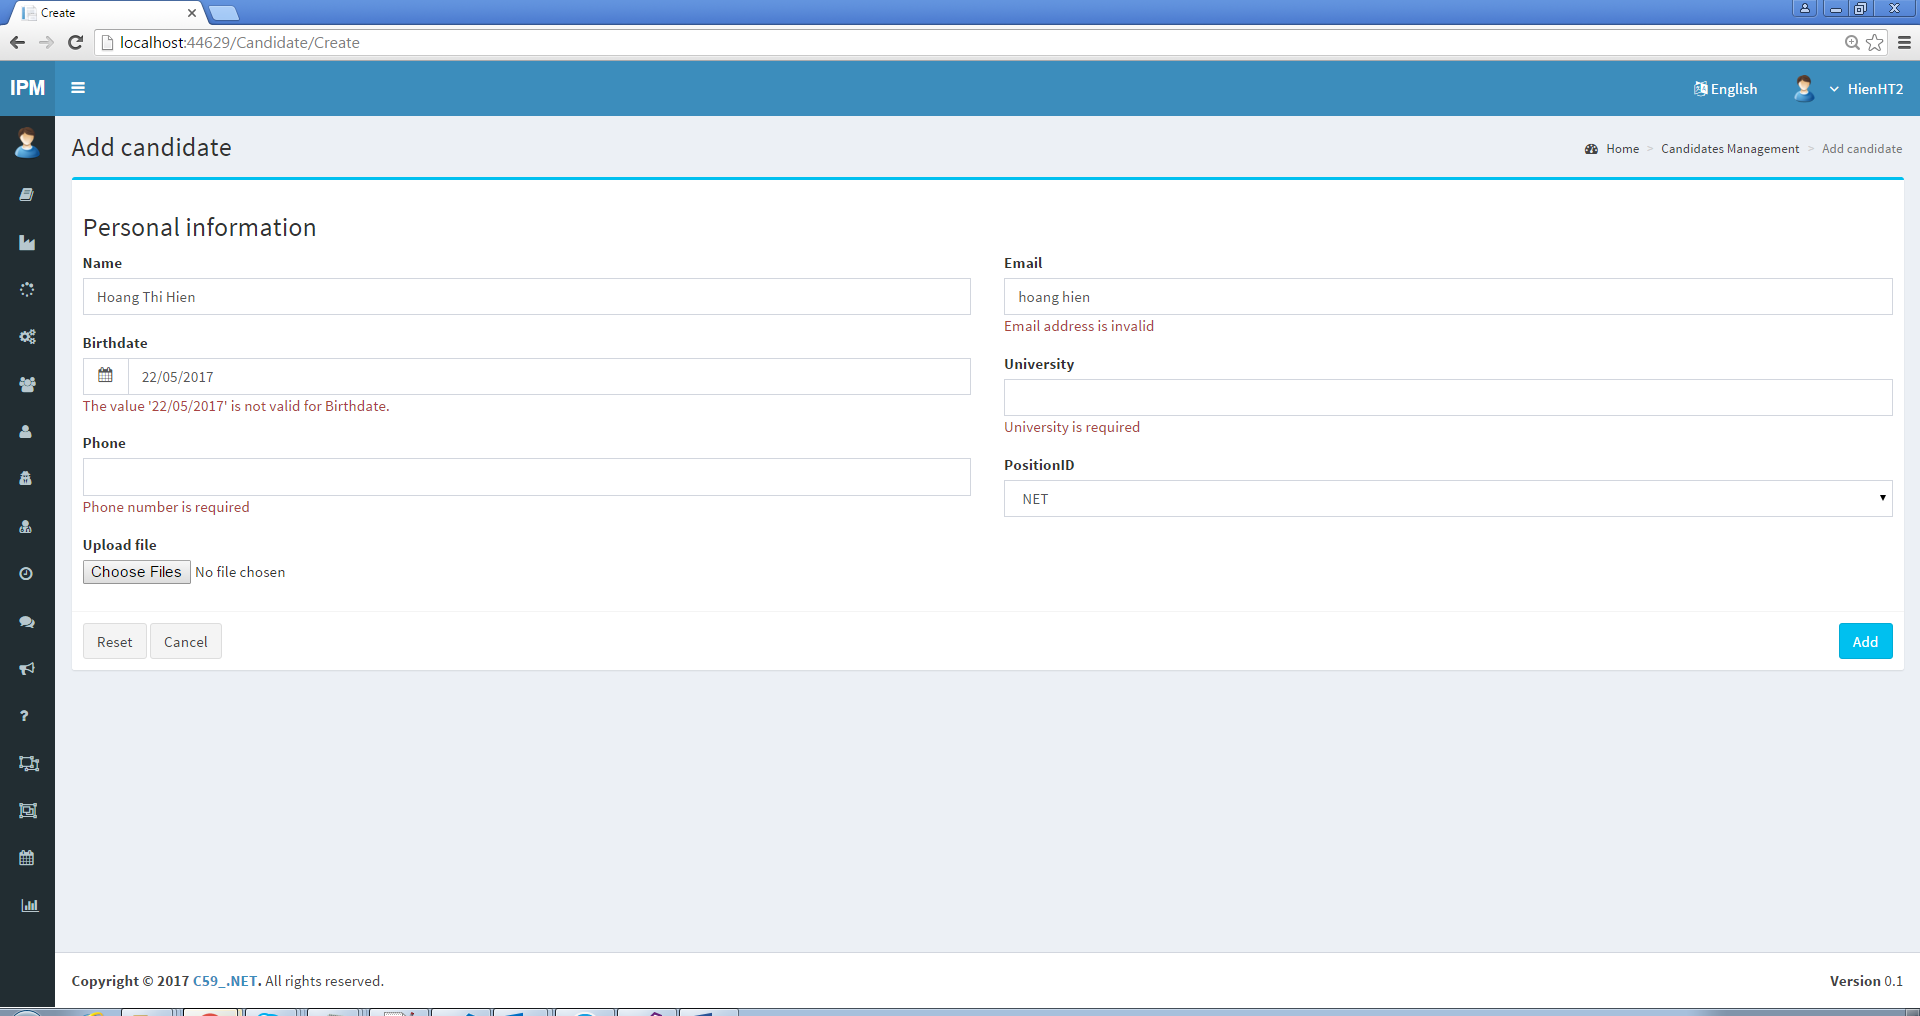 Create
localhost:44629/Candidate/Create
IPM
English
HienHT2
Add candidate
Home > Candidates Management > Add candidate
Personal information
Name
Hoang Thi Hien
Birthdate
22/05/2017
The value '22/05/2017' is not valid for Birthdate.
Phone
Phone number is required
Upload file
Choose Files No file chosen
Email
hoang hien
Email address is invalid
University
University is required
PositionID
NET
Reset
Cancel
Add
Copyright © 2017 C59_.NET. All rights reserved.
Version 0.1